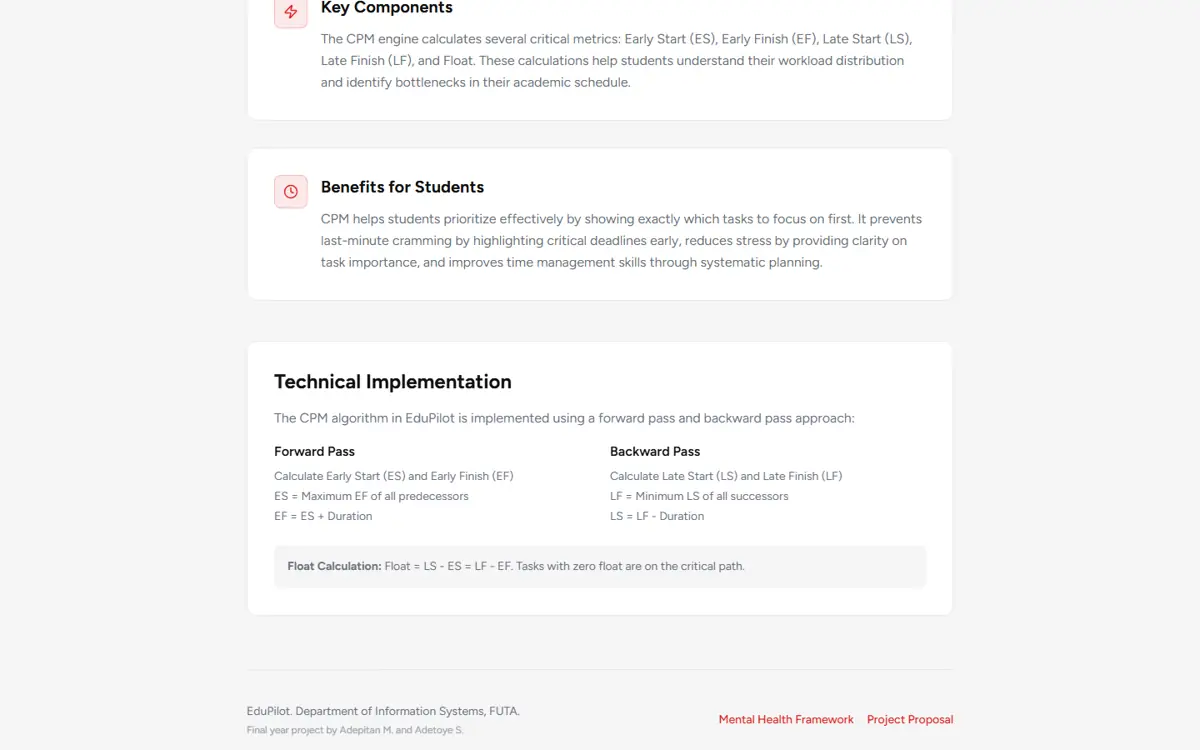 Key Components
The CPM engine calculates several critical metrics: Early Start (ES), Early Finish (EF), Late Start (LS),
Late Finish (LF), and Float. These calculations help students understand their workload distribution
and identify bottlenecks in their academic schedule.
Benefits for Students
CPM helps students prioritize effectively by showing exactly which tasks to focus on first. It prevents
last-minute cramming by highlighting critical deadlines early, reduces stress by providing clarity on
task importance, and improves time management skills through systematic planning.
Technical Implementation
The CPM algorithm in EduPilot is implemented using a forward pass and backward pass approach:
Forward Pass
Calculate Early Start (ES) and Early Finish (EF)
ES = Maximum EF of all predecessors
EF = ES + Duration
Backward Pass
Calculate Late Start (LS) and Late Finish (LF)
LF = Minimum LS of all successors
LS = LF - Duration
Float Calculation: Float = LS - ES = LF - EF. Tasks with zero float are on the critical path.
EduPilot. Department of Information Systems, FUTA.
Final year project by Adepitan M. and Adetoye S.
Mental Health Framework Project Proposal